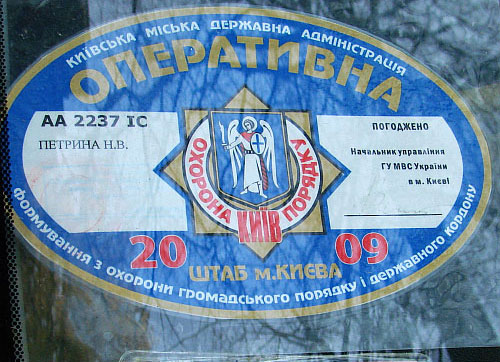 КИЇВСЬКА МІСЬКА ДЕРЖАВНА АДМІНІСТРАЦІЯ
ОПЕРАТИВНА
АА 2237 ІС
ПЕТРИНА Н.В.
ОХОРОНА ПОРЯДКУ
КИЇВ
ПОГОДЖЕНО
Начальник управління
ГУ МВС України
в м. Києві
20 09
ШТАБ м.КИЄВА
формування з охорони громадського порядку і державного кордону